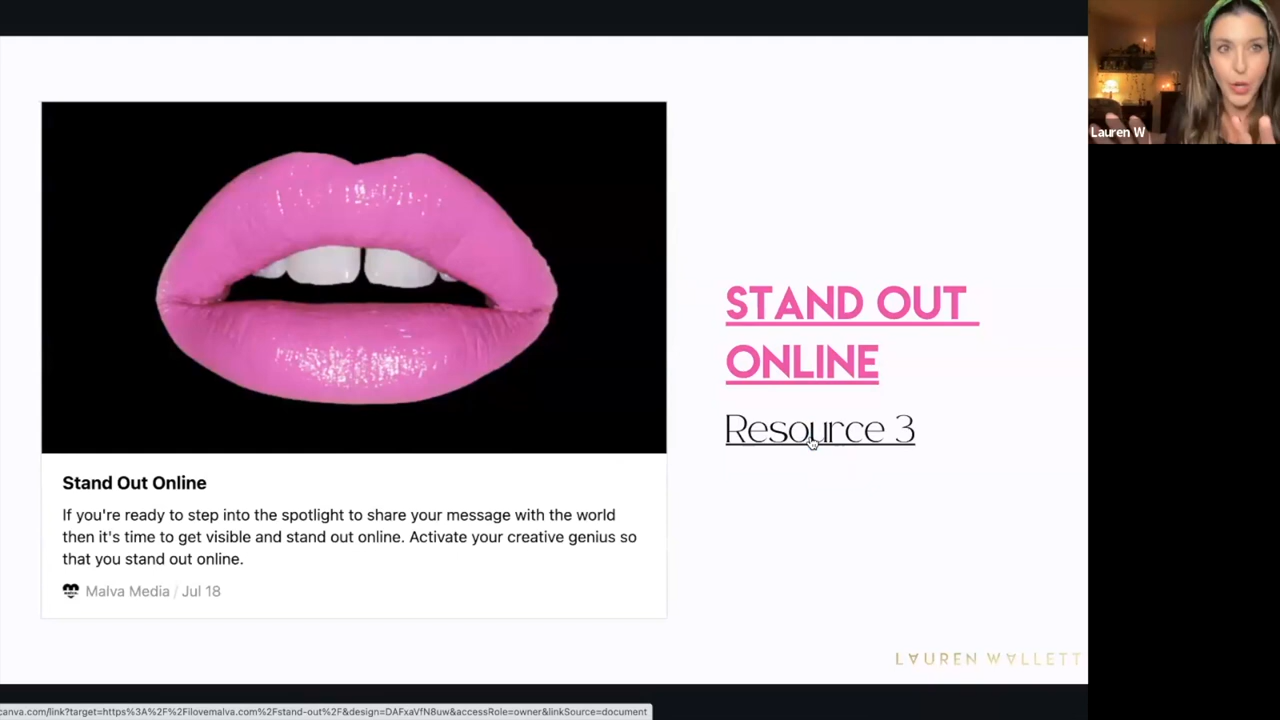 Lauren W
STAND OUT
ONLINE
Resource 3
Stand Out Online
If you're ready to step into the spotlight to share your message with the world
then it's time to get visible and stand out online. Activate your creative genius so
that you stand out online.
Malva Media / Jul 18
LAUREN WALLETT
canva.com/link?target=https%3A%2F%2Filovemalva.com%2Fstand-out%2F&design=DAFxaVfN8uw&accessRole=owner&linkSource=document